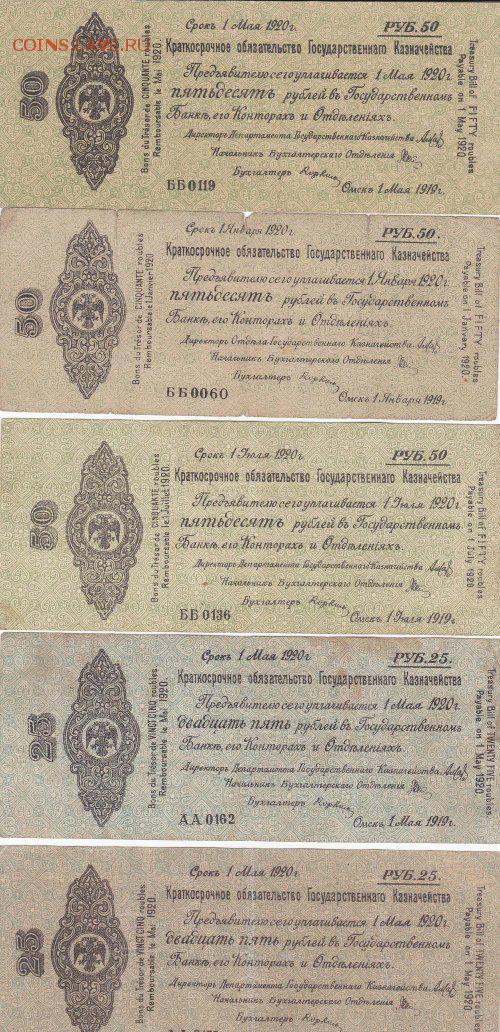 COINS.LAVE.RU
Срокъ 1 Мая 1920г.
РУБ. 50
Краткосрочное обязательство Государственнаго Казначейства
Предъявителю сего уплачивается 1 Мая 1920г.
пятьдесятъ рублей въ Государственномъ
Банкѣ, его Конторахъ и Отдѣленіяхъ.
Директоръ Департамента Государственнаго Казначейства
Начальникъ Бухгалтерскаго Отдѣленія
Бухгалтеръ
ББ 0119
Омскъ 1 Мая 1919г.
50
Bons du Trésor de CINQUANTE roubles
Remboursable le 1 Mai 1920.
Treasury Bill of FIFTY roubles
Payable on 1 May 1920.
Срокъ 1 Января 1920г.
РУБ. 50.
Краткосрочное обязательство Государственнаго Казначейства
Предъявителю сего уплачивается 1 Января 1920г.
пятьдесятъ рублей въ Государственномъ
Банкѣ, его Конторахъ и Отдѣленіяхъ.
Директоръ Отдѣла Государственнаго Казначейства
Начальникъ Бухгалтерскаго Отдѣленія
Бухгалтеръ
ББ 0060
Омскъ 1 Января 1919г.
50
Bons du Trésor de CINQUANTE roubles
Remboursable le 1 Janvier 1920
Treasury Bill of FIFTY roubles
Payable on 1 January 1920.
Срокъ 1 Іюля 1920г.
РУБ. 50
Краткосрочное обязательство Государственнаго Казначейства
Предъявителю сего уплачивается 1 Іюля 1920г.
пятьдесятъ рублей въ Государственномъ
Банкѣ, его Конторахъ и Отдѣленіяхъ.
Директоръ Департамента Государственнаго Казначейства
Начальникъ Бухгалтерскаго Отдѣленія
Бухгалтеръ
ББ 0136
Омскъ 1 Іюля 1919г.
50
Bons du Trésor de CINQUANTE roubles
Remboursable le 1 Juillet 1920
Treasury Bill of FIFTY roubles
Payable on 1 July 1920
Срокъ 1 Мая 1920г.
РУБ. 25.
Краткосрочное обязательство Государственнаго Казначейства
Предъявителю сего уплачивается 1 Мая 1920г.
двадцать пять рублей въ Государственномъ
Банкѣ, его Конторахъ и Отдѣленіяхъ.
Директоръ Департамента Государственнаго Казначейства.
Начальникъ Бухгалтерскаго Отдѣленія
Бухгалтеръ
АА 0162
Омскъ 1 Мая 1919г.
25
Bons du Trésor de VINGT CINQ roubles
Remboursable le 1 Mai 1920.
Treasury Bill of TWENTY FIVE roubles
Payable on 1 May 1920
Срокъ 1 Мая 1920г.
РУБ. 25.
Краткосрочное обязательство Государственнаго Казначейства
Предъявителю сего уплачивается 1 Мая 1920г.
двадцать пять рублей въ Государственномъ
Банкѣ, его Конторахъ и Отдѣленіяхъ.
Директоръ Департамента Государственнаго Казначейства.
Начальникъ Бухгалтерскаго Отдѣленія
Бухгалтеръ
25
Bons du Trésor de VINGT CINQ roubles
Remboursable le 1 Mai 1920.
Treasury Bill of TWENTY FIVE roubles
Payable on 1 May 1920